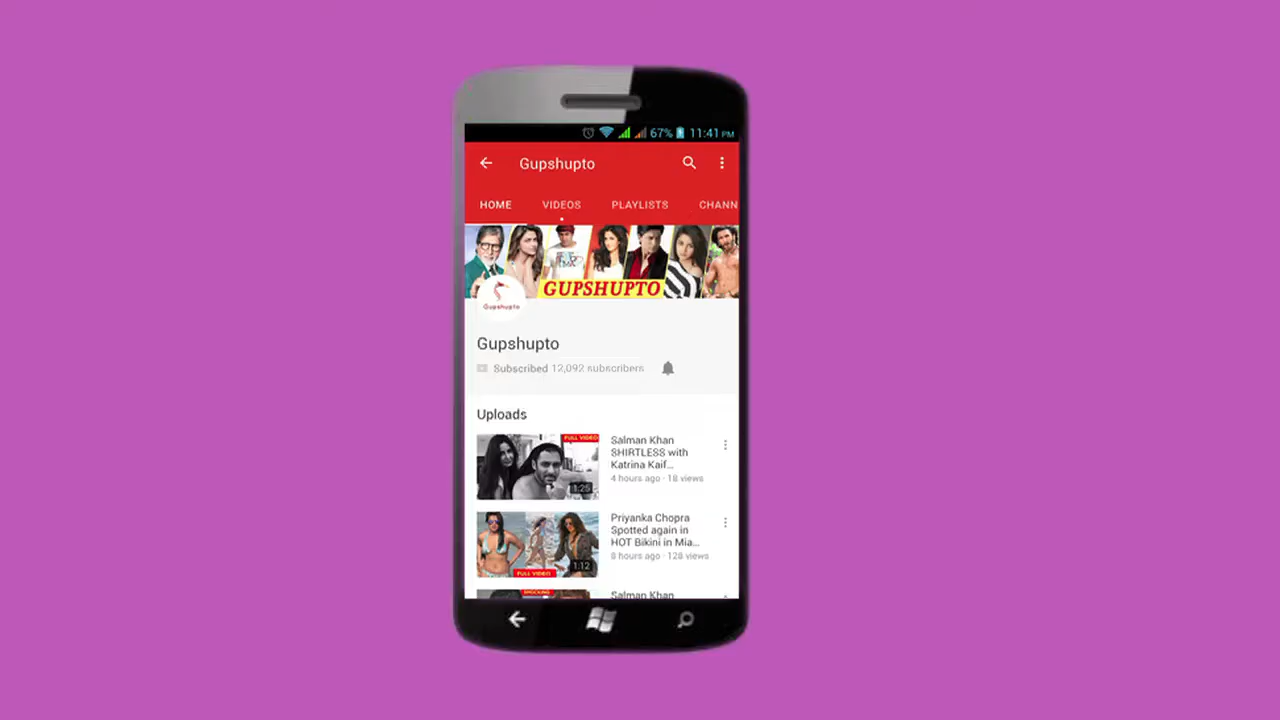 67% 11:41 PM
Gupshupto
HOME VIDEOS PLAYLISTS CHANN
GUPSHUPTO
Gupshupto
Gupshupto
Subscribed 12,092 subscribers
Uploads
FULL VIDEO
1:25
Salman Khan
SHIRTLESS with
Katrina Kaif...
4 hours ago · 18 views
FULL VIDEO
1:12
Priyanka Chopra
Spotted again in
HOT Bikini in Mia...
8 hours ago · 128 views
SHOCKING
Salman Khan